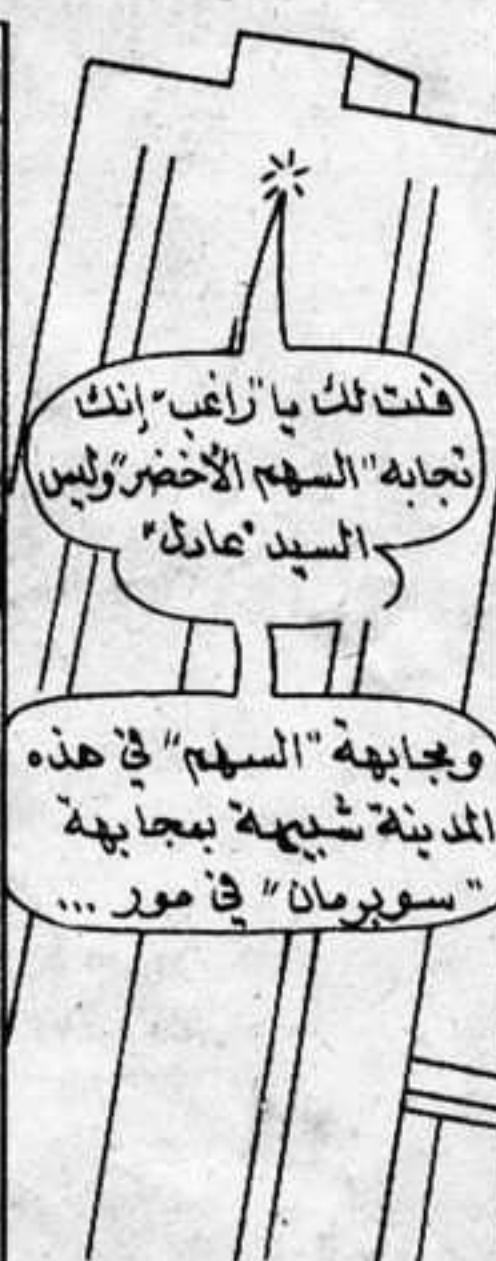 قلت لك يا "راغب" إنك
تجابه "السهم الأخضر" وليس
السيد "عادل"
ومجابهة "السهم" في هذه
المدينة شبيهة بمجابهة
"سوبرمان" في مور ...